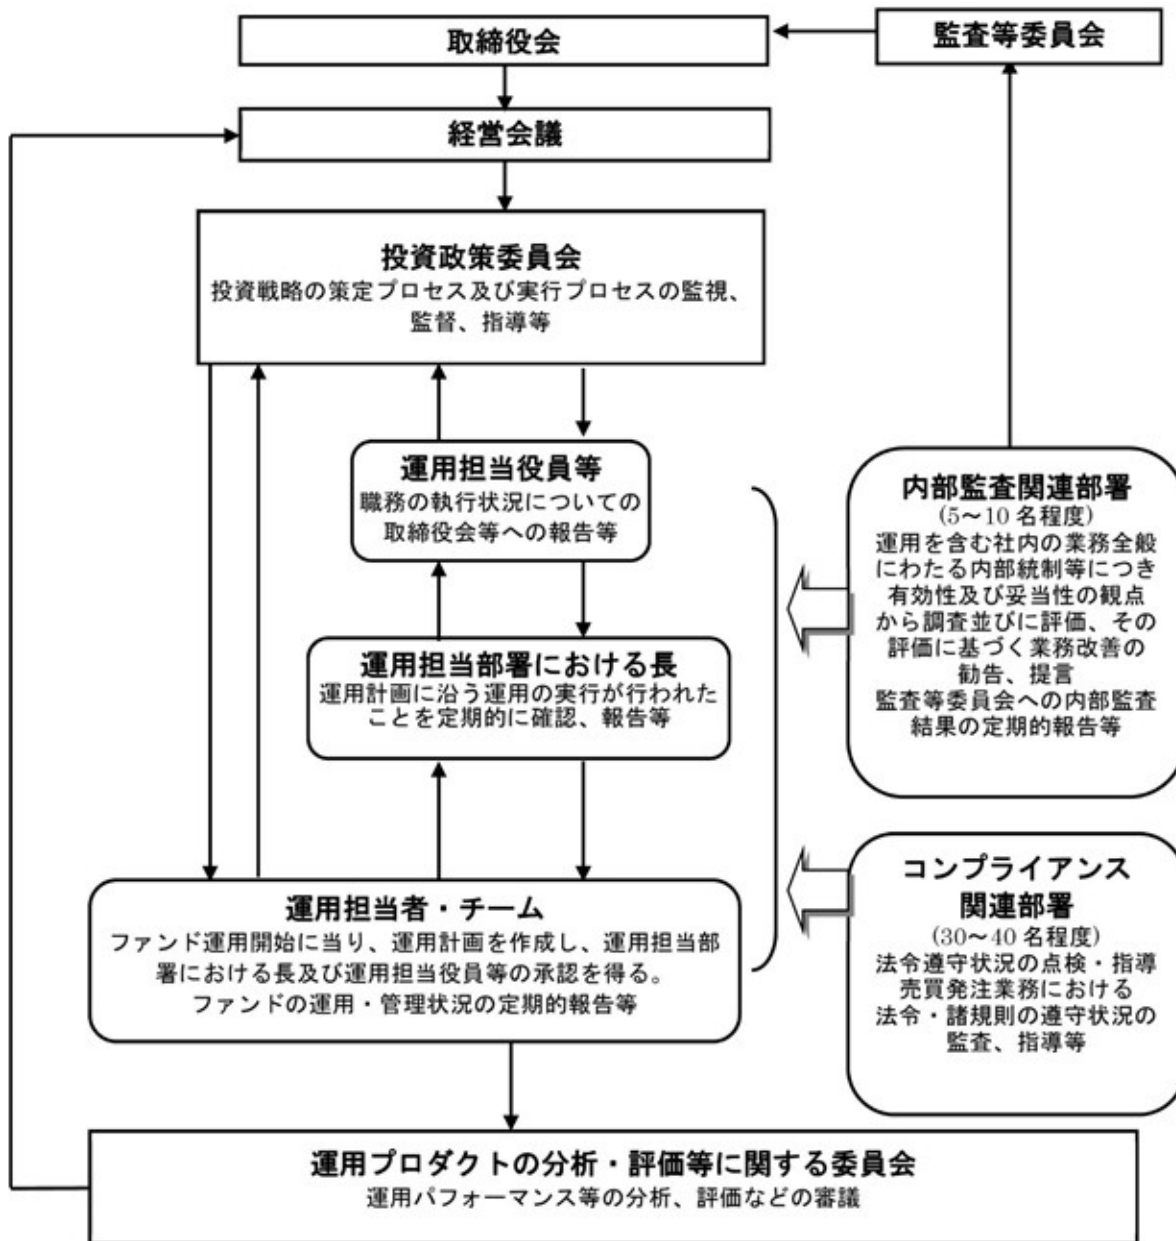 取締役会
監査等委員会
経営会議
投資政策委員会
投資戦略の策定プロセス及び実行プロセスの監視、
監督、指導等
運用担当役員等
職務の執行状況についての
取締役会等への報告等
運用担当部署における長
運用計画に沿う運用の実行が行われた
ことを定期的に確認、報告等
運用担当者・チーム
ファンド運用開始に当り、運用計画を作成し、運用担当部
署における長及び運用担当役員等の承認を得る。
ファンドの運用・管理状況の定期的報告等
内部監査関連部署
(5～10 名程度)
運用を含む社内の業務全般
にわたる内部統制等につき
有効性及び妥当性の観点
から調査並びに評価、その
評価に基づく業務改善の
勧告、提言
監査等委員会への内部監査
結果の定期的報告等
コンプライアンス
関連部署
(30～40 名程度)
法令遵守状況の点検・指導
売買発注業務における
法令・諸規則の遵守状況の
監査、指導等
運用プロダクトの分析・評価等に関する委員会
運用パフォーマンス等の分析、評価などの審議